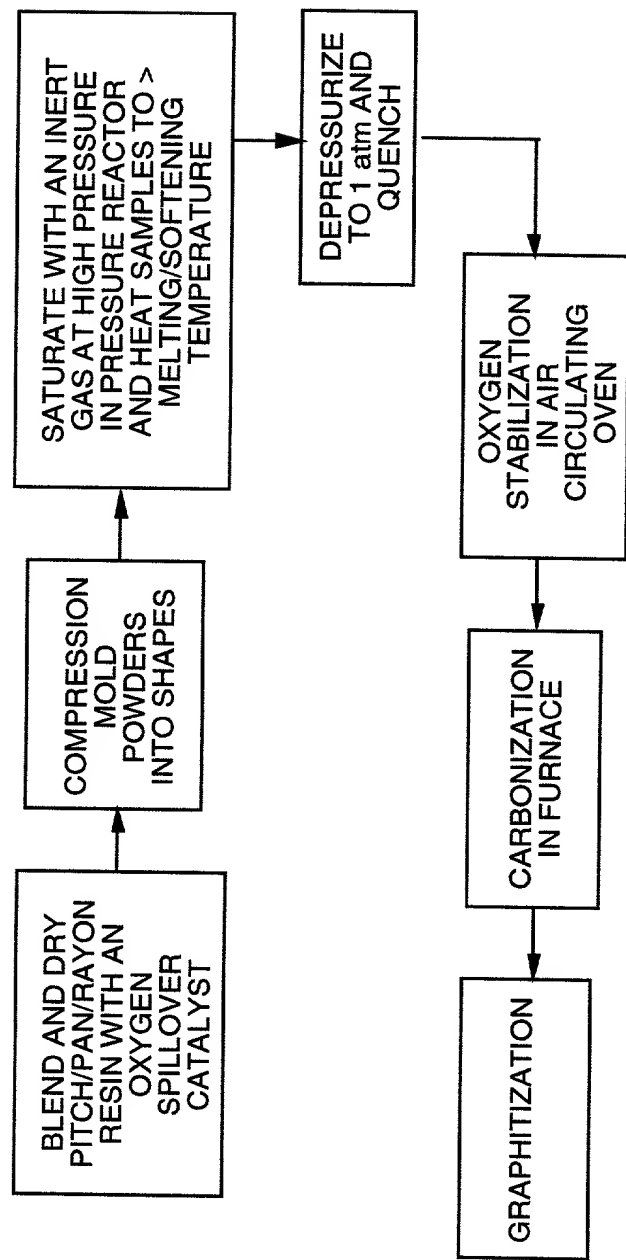 BLEND AND DRY
PITCH/PAN/RAYON
RESIN WITH AN
OXYGEN
SPILLOVER
CATALYST
COMPRESSION
MOLD
POWDERS
INTO SHAPES
SATURATE WITH AN INERT
GAS AT HIGH PRESSURE
IN PRESSURE REACTOR
AND HEAT SAMPLES TO >
MELTING/SOFTENING
TEMPERATURE
DEPRESSURIZE
TO 1 atm AND
QUENCH
OXYGEN
STABILIZATION
IN AIR
CIRCULATING
OVEN
CARBONIZATION
IN FURNACE
GRAPHITIZATION